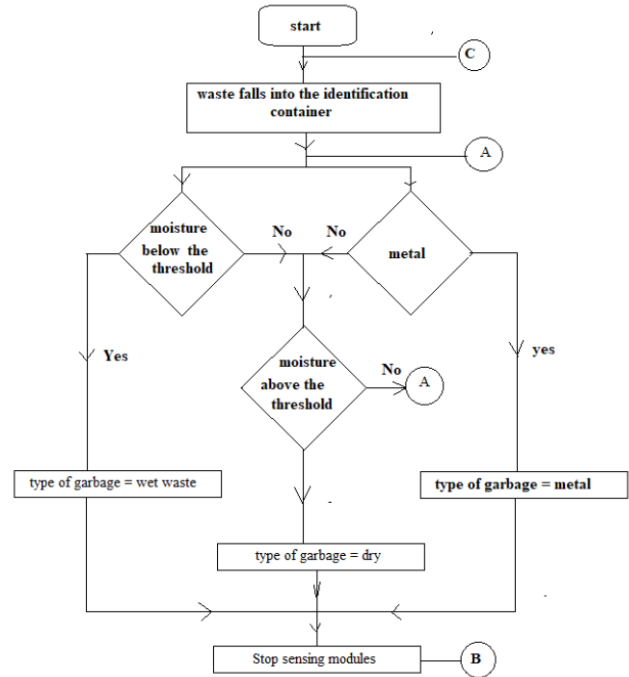 start
C
waste falls into the identification
container
A
moisture
below the
threshold
No
No
metal
Yes
moisture
above the
threshold
No
A
yes
type of garbage = wet waste
type of garbage = metal
type of garbage = dry
Stop sensing modules
B